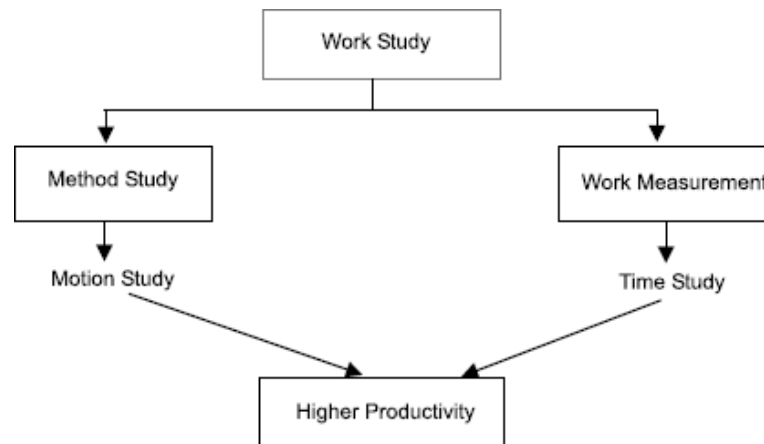 Work Study
Method Study
Work Measurement
Motion Study
Time Study
Higher Productivity